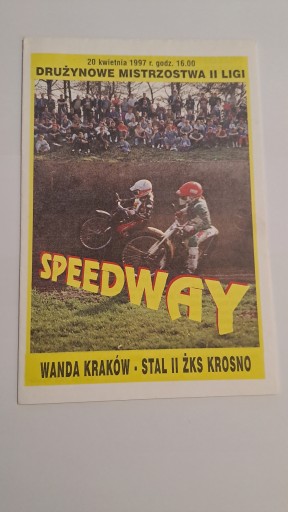 20 kwietnia 1997 r. godz. 16.00
DRUŻYNOWE MISTRZOSTWA II LIGI
SPEEDWAY
WANDA KRAKÓW - STAL II ŻKS KROSNO